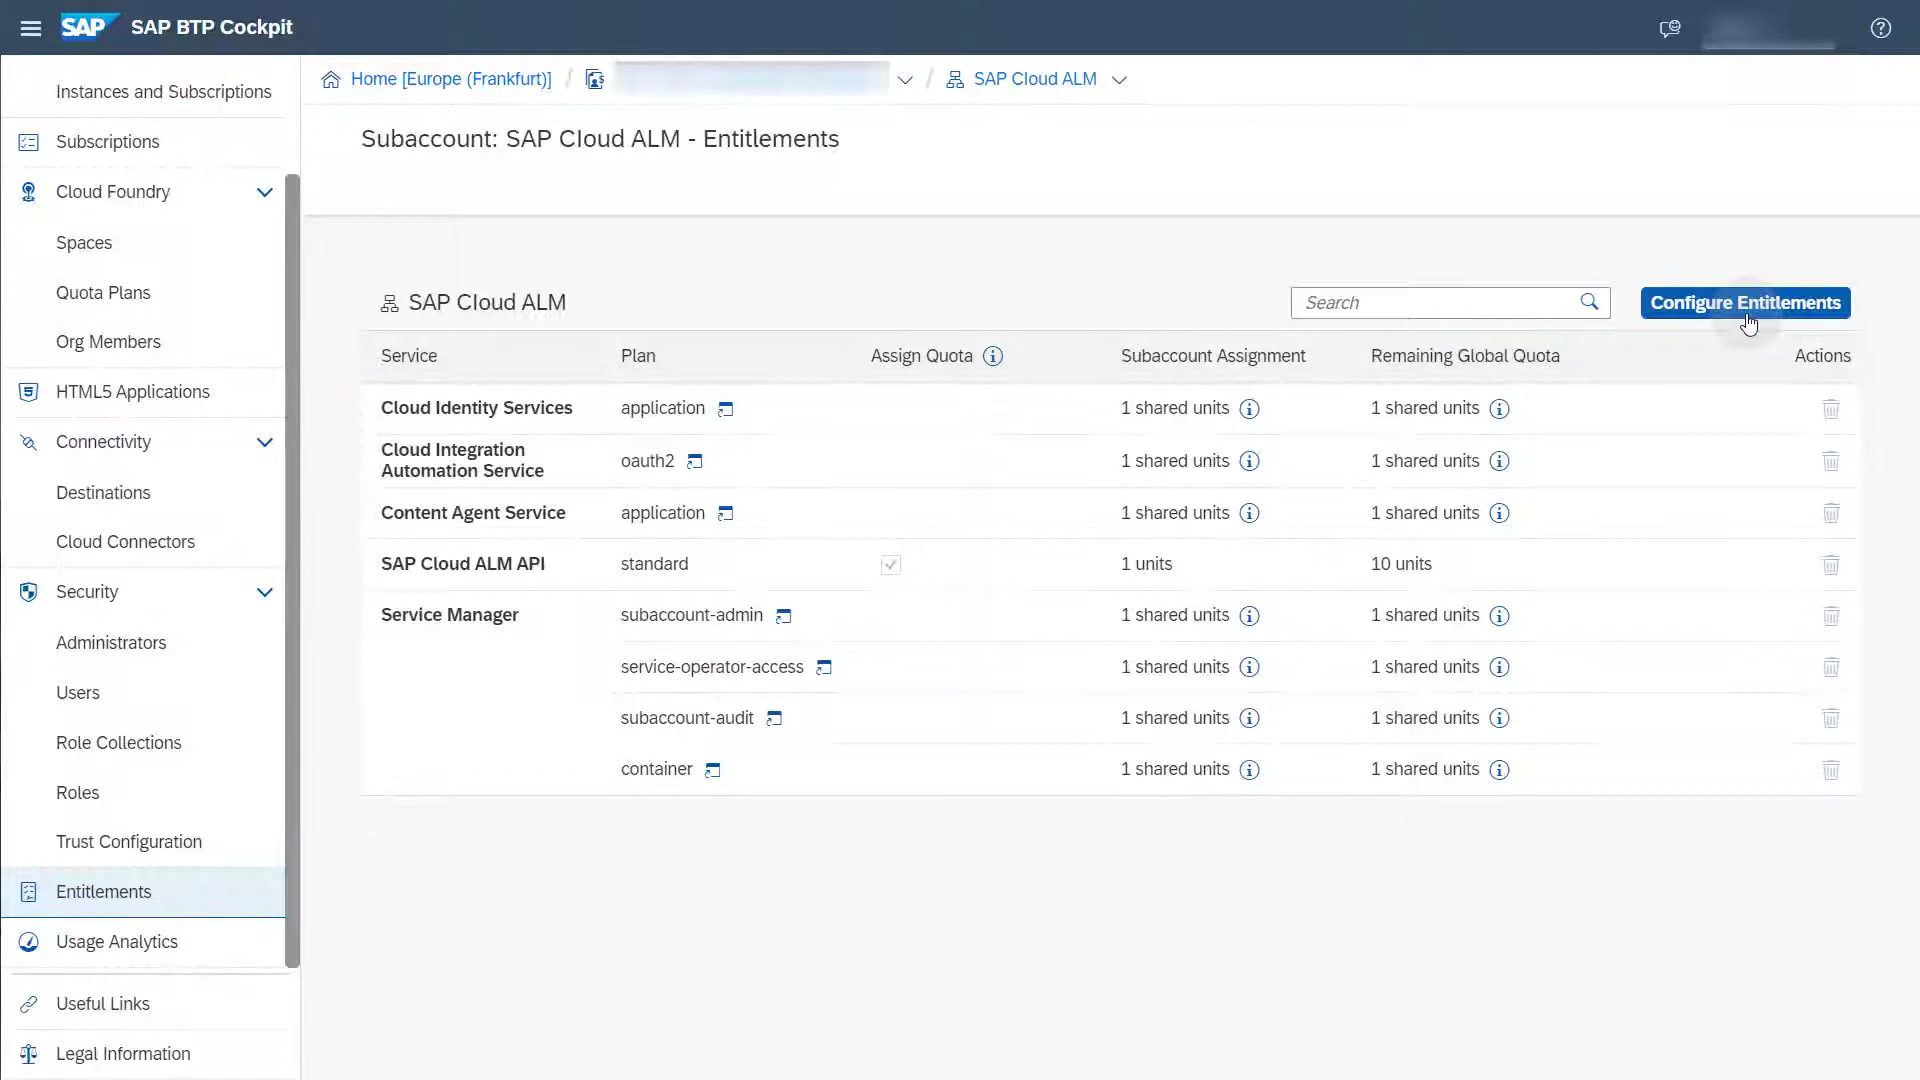 SAP SAP BTP Cockpit
Instances and Subscriptions
Subscriptions
Cloud Foundry
Spaces
Quota Plans
Org Members
HTML5 Applications
Connectivity
Destinations
Cloud Connectors
Security
Administrators
Users
Role Collections
Roles
Trust Configuration
Entitlements
Usage Analytics
Useful Links
Legal Information
Home [Europe (Frankfurt)] / / SAP Cloud ALM
Subaccount: SAP Cloud ALM - Entitlements
SAP Cloud ALM Search Configure Entitlements
Service Plan Assign Quota Subaccount Assignment Remaining Global Quota Actions
Cloud Identity Services application 1 shared units 1 shared units
Cloud Integration
Automation Service oauth2 1 shared units 1 shared units
Content Agent Service application 1 shared units 1 shared units
SAP Cloud ALM API standard 1 units 10 units
Service Manager subaccount-admin 1 shared units 1 shared units
service-operator-access 1 shared units 1 shared units
subaccount-audit 1 shared units 1 shared units
container 1 shared units 1 shared units